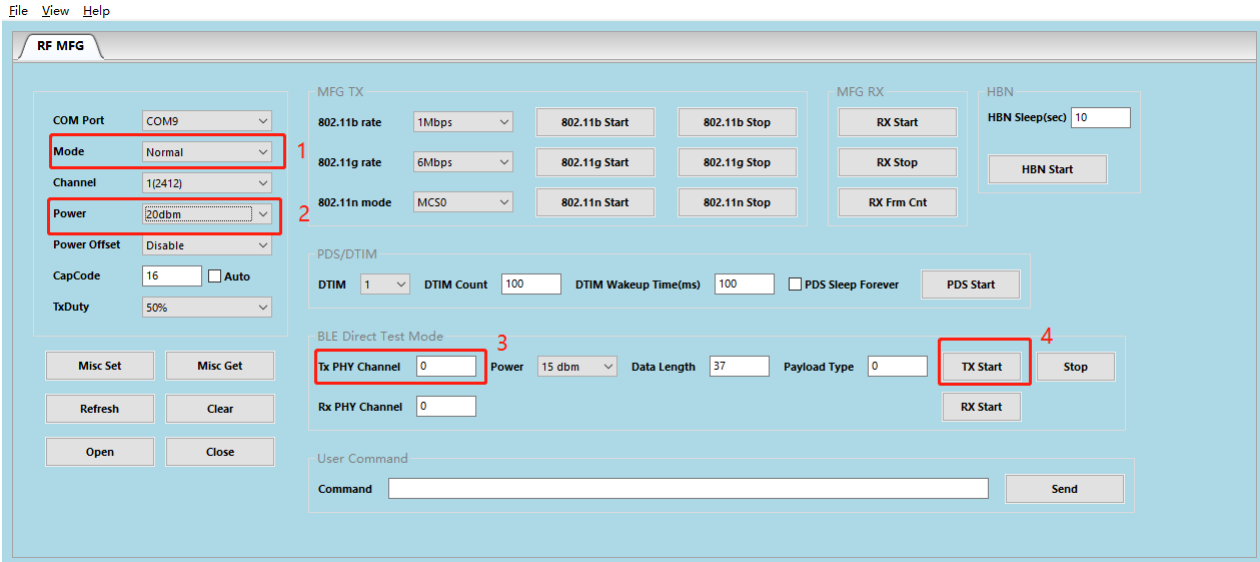 File View Help
RF MFG
COM Port COM9
Mode Normal 1
Channel 1(2412)
Power 20dbm 2
Power Offset Disable
CapCode 16 Auto
TxDuty 50%
Misc Set Misc Get
Refresh Clear
Open Close
MFG TX
802.11b rate 1Mbps 802.11b Start 802.11b Stop
802.11g rate 6Mbps 802.11g Start 802.11g Stop
802.11n mode MCS0 802.11n Start 802.11n Stop
MFG RX
RX Start
RX Stop
RX Frm Cnt
HBN
HBN Sleep(sec) 10
HBN Start
PDS/DTIM
DTIM 1 DTIM Count 100 DTIM Wakeup Time(ms) 100 PDS Sleep Forever PDS Start
BLE Direct Test Mode 3 4
Tx PHY Channel 0 Power 15 dbm Data Length 37 Payload Type 0 TX Start Stop
Rx PHY Channel 0 RX Start
User Command
Command Send